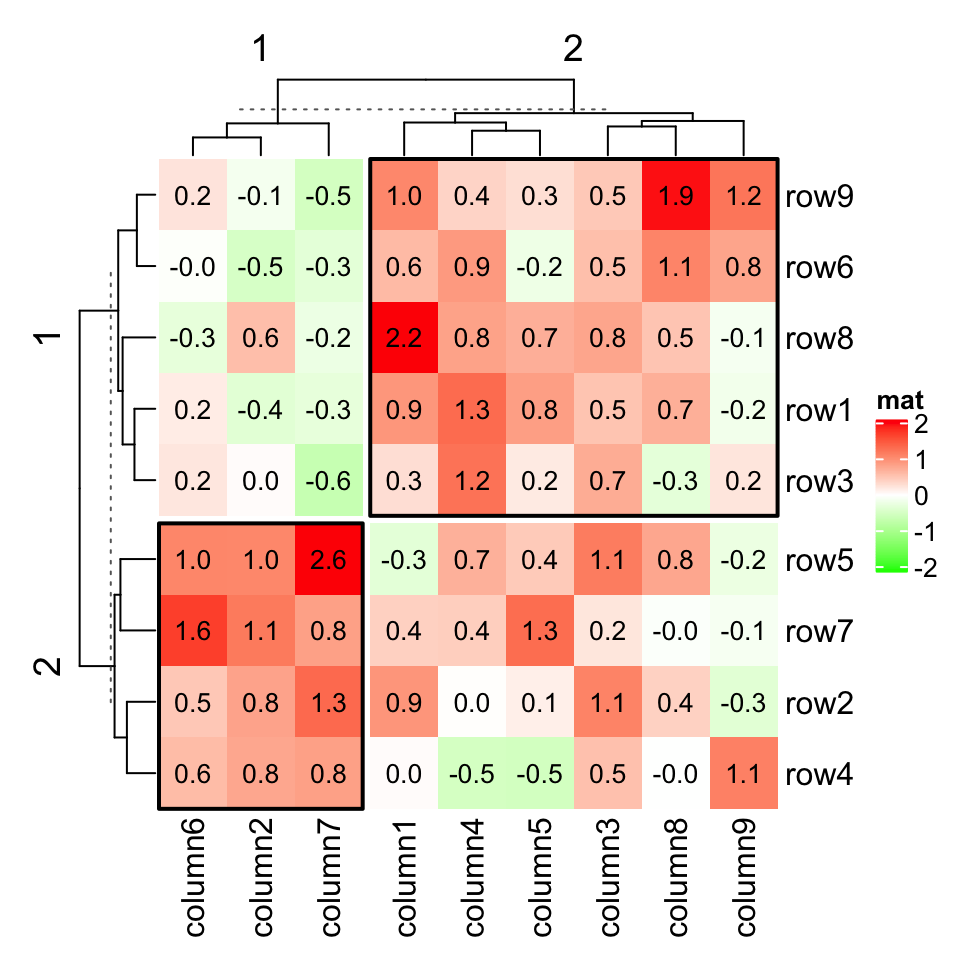 1 2
0.2 -0.1 -0.5 1.0 0.4 0.3 0.5 1.9 1.2 row9
-0.0 -0.5 -0.3 0.6 0.9 -0.2 0.5 1.1 0.8 row6
1
-0.3 0.6 -0.2 2.2 0.8 0.7 0.8 0.5 -0.1 row8
0.2 -0.4 -0.3 0.9 1.3 0.8 0.5 0.7 -0.2 row1
0.2 0.0 -0.6 0.3 1.2 0.2 0.7 -0.3 0.2 row3
1.0 1.0 2.6 -0.3 0.7 0.4 1.1 0.8 -0.2 row5
1.6 1.1 0.8 0.4 0.4 1.3 0.2 -0.0 -0.1 row7
2
0.5 0.8 1.3 0.9 0.0 0.1 1.1 0.4 -0.3 row2
0.6 0.8 0.8 0.0 -0.5 -0.5 0.5 -0.0 1.1 row4
column6 column2 column7 column1 column4 column5 column3 column8 column9
mat
2
1
0
-1
-2